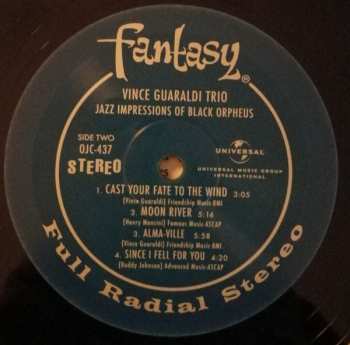 fantasy®
VINCE GUARALDI TRIO
JAZZ IMPRESSIONS OF BLACK ORPHEUS
SIDE TWO
OJC-437
STEREO
UNIVERSAL
UNIVERSAL MUSIC GROUP
INTERNATIONAL
1. CAST YOUR FATE TO THE WIND 3:05
[Vince Guaraldi] Friendship Music BMI
2. MOON RIVER 5:16
[Henry Mancini] Famous Music-ASCAP
3. ALMA-VILLE 5:58
[Vince Guaraldi] Friendship Music BMI
4. SINCE I FELL FOR YOU 4:20
[Buddy Johnson] Advanced Music-ASCAP
Full Radial Stereo